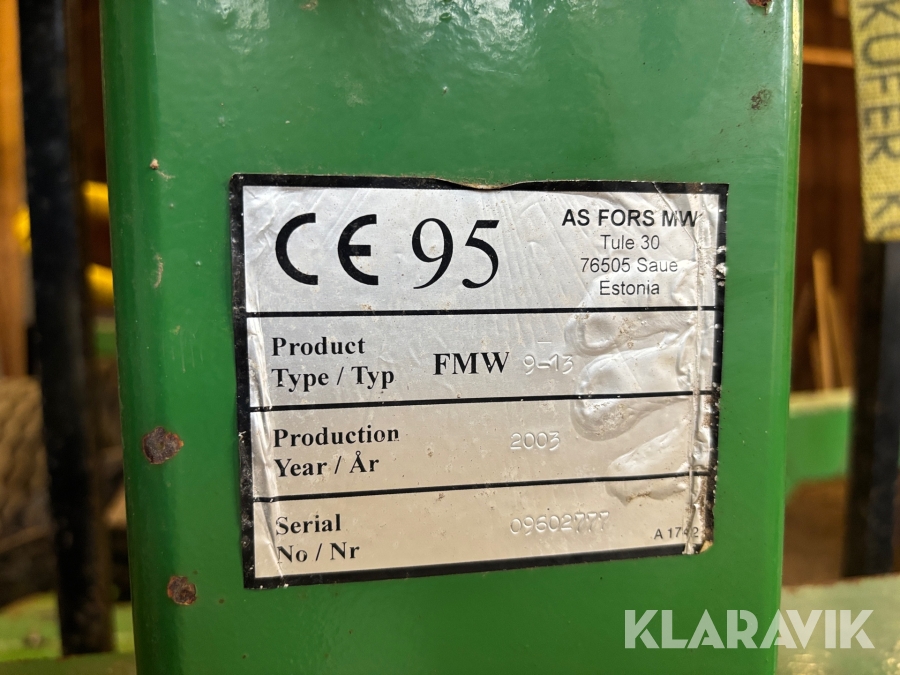 CE 95
AS FORS MW
Tule 30
76505 Saue
Estonia
Product
Type / Typ FMW 9-13
Production
Year / År 2003
Serial
No / Nr 09602777
KUFER
KLARAVIK